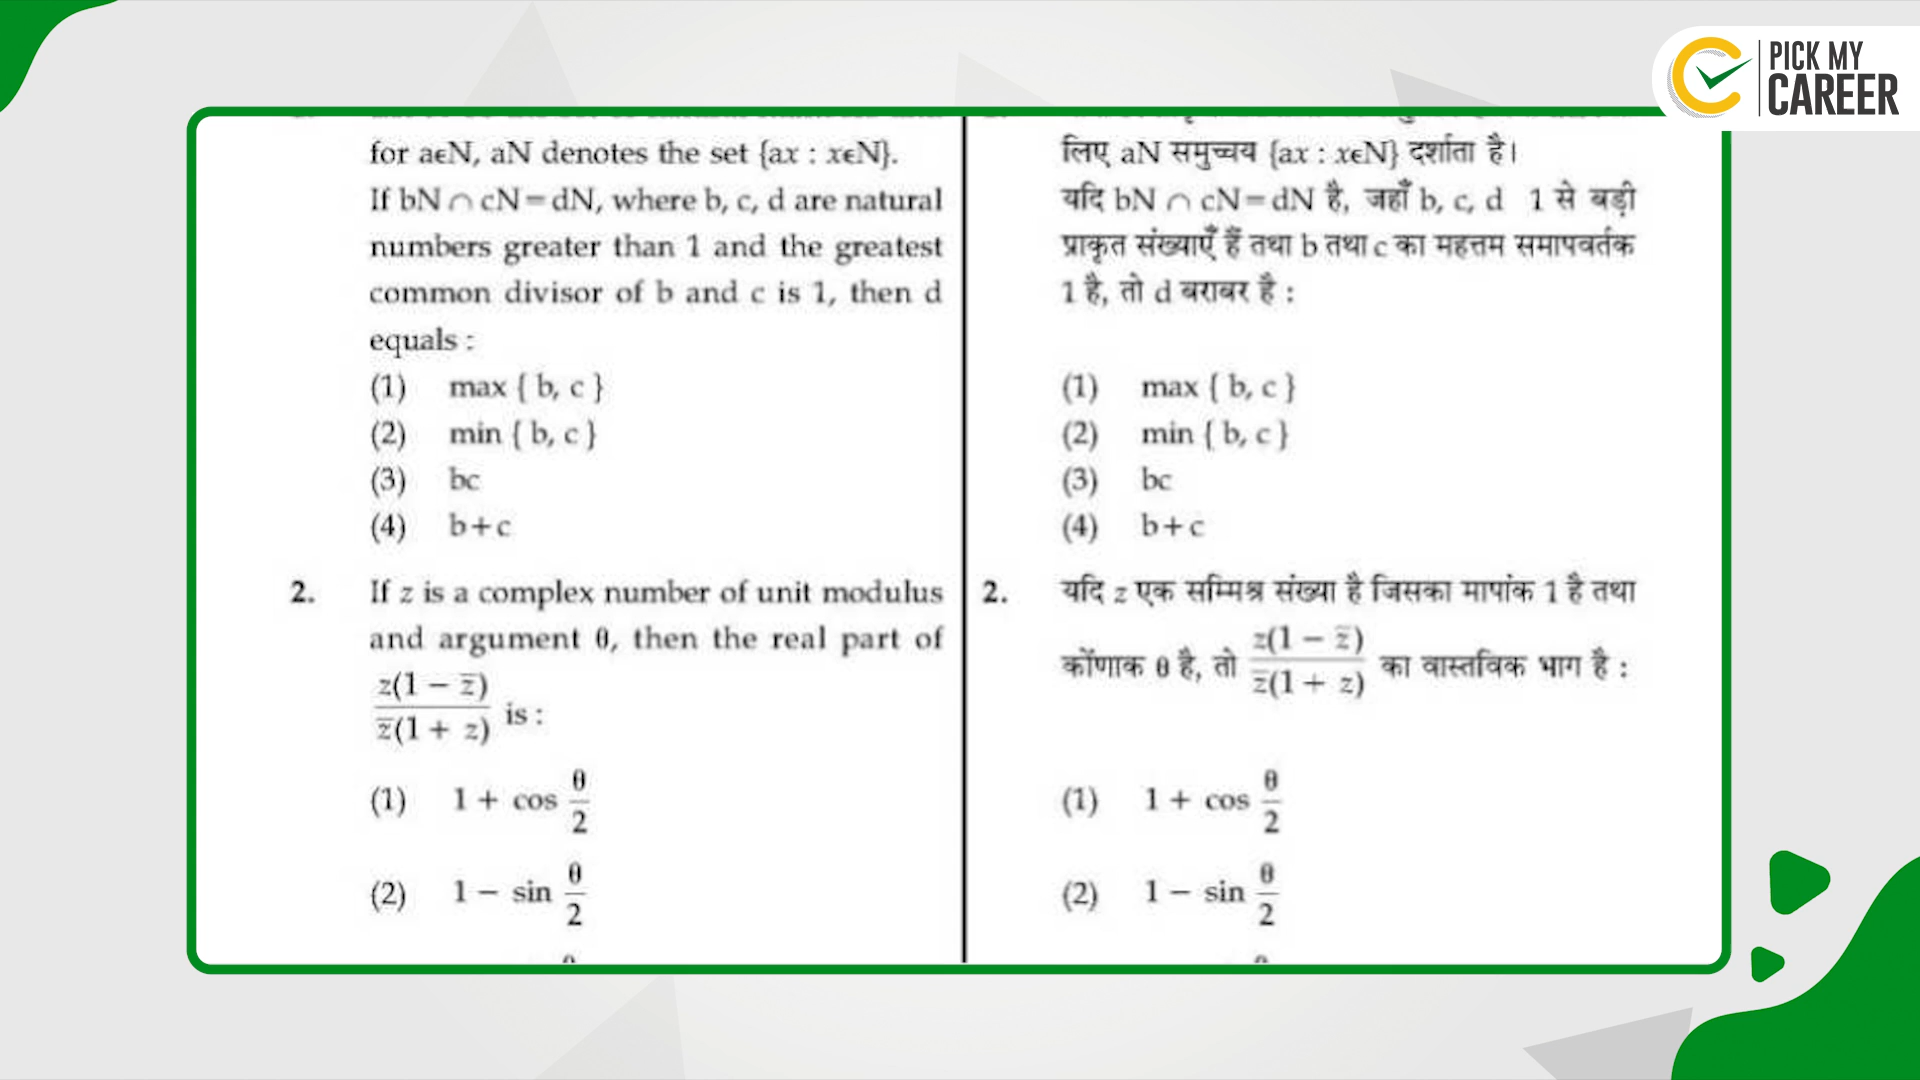 PICK MY
CAREER
for aϵN, aN denotes the set {ax : xϵN}.
If bN ∩ cN = dN, where b, c, d are natural
numbers greater than 1 and the greatest
common divisor of b and c is 1, then d
equals :
(1) max { b, c }
(2) min { b, c }
(3) bc
(4) b+c
2. If z is a complex number of unit modulus
and argument θ, then the real part of
z(1 − z̄)
z̄(1 + z) is :
(1) 1 + cos θ/2
(2) 1 − sin θ/2
लिए aN समुच्चय {ax : xϵN} दर्शाता है।
यदि bN ∩ cN = dN है, जहाँ b, c, d 1 से बड़ी
प्राकृत संख्याएँ हैं तथा b तथा c का महत्तम समापवर्तक
1 है, तो d बराबर है :
(1) max { b, c }
(2) min { b, c }
(3) bc
(4) b+c
2. यदि z एक सम्मिश्र संख्या है जिसका मापांक 1 है तथा
कोंणाक θ है, तो z(1 − z̄)/z̄(1 + z) का वास्तविक भाग है :
(1) 1 + cos θ/2
(2) 1 − sin θ/2